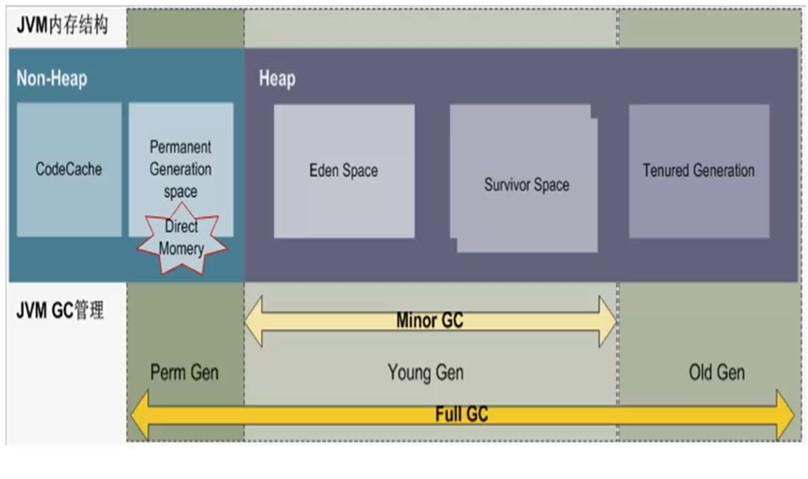 JVM内存结构
Non-Heap
Heap
CodeCache
Permanent
Generation
space
Direct
Momery
Eden Space
Survivor Space
Tenured Generation
JVM GC管理
Minor GC
Perm Gen
Young Gen
Old Gen
Full GC